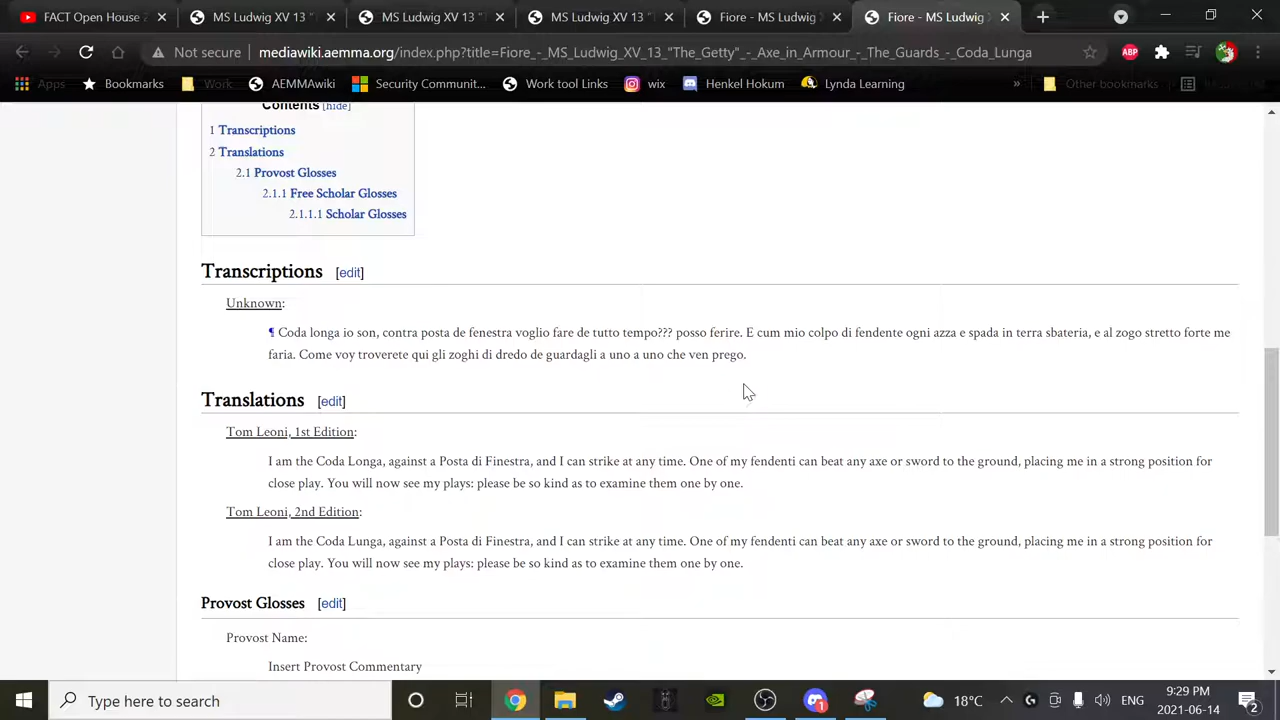 FACT Open House
MS Ludwig XV 13 "
MS Ludwig XV 13 "
MS Ludwig XV 13 "
Fiore - MS Ludwig
Fiore - MS Ludwig
Not secure
mediawiki.aemma.org/index.php?title=Fiore_-_MS_Ludwig_XV_13_"The_Getty"_-_Axe_in_Armour_-_The_Guards_-_Coda_Lunga
ABP
Apps
Bookmarks
Work
AEMMAwiki
Security Communit...
Work tool Links
wix
Henkel Hokum
Lynda Learning
»
Other bookmarks
Contents [hide]
1 Transcriptions
2 Translations
2.1 Provost Glosses
2.1.1 Free Scholar Glosses
2.1.1.1 Scholar Glosses
Transcriptions [edit]
Unknown:
¶ Coda longa io son, contra posta de fenestra voglio fare de tutto tempo??? posso ferire. E cum mio colpo di fendente ogni azza e spada in terra sbateria, e al zogo stretto forte me
faria. Come voy troverete qui gli zoghi di dredo de guardagli a uno a uno che ven prego.
Translations [edit]
Tom Leoni, 1st Edition:
I am the Coda Longa, against a Posta di Finestra, and I can strike at any time. One of my fendenti can beat any axe or sword to the ground, placing me in a strong position for
close play. You will now see my plays: please be so kind as to examine them one by one.
Tom Leoni, 2nd Edition:
I am the Coda Lunga, against a Posta di Finestra, and I can strike at any time. One of my fendenti can beat any axe or sword to the ground, placing me in a strong position for
close play. You will now see my plays: please be so kind as to examine them one by one.
Provost Glosses [edit]
Provost Name:
Insert Provost Commentary
Type here to search
1
18°C
ENG
9:29 PM
2021-06-14
2